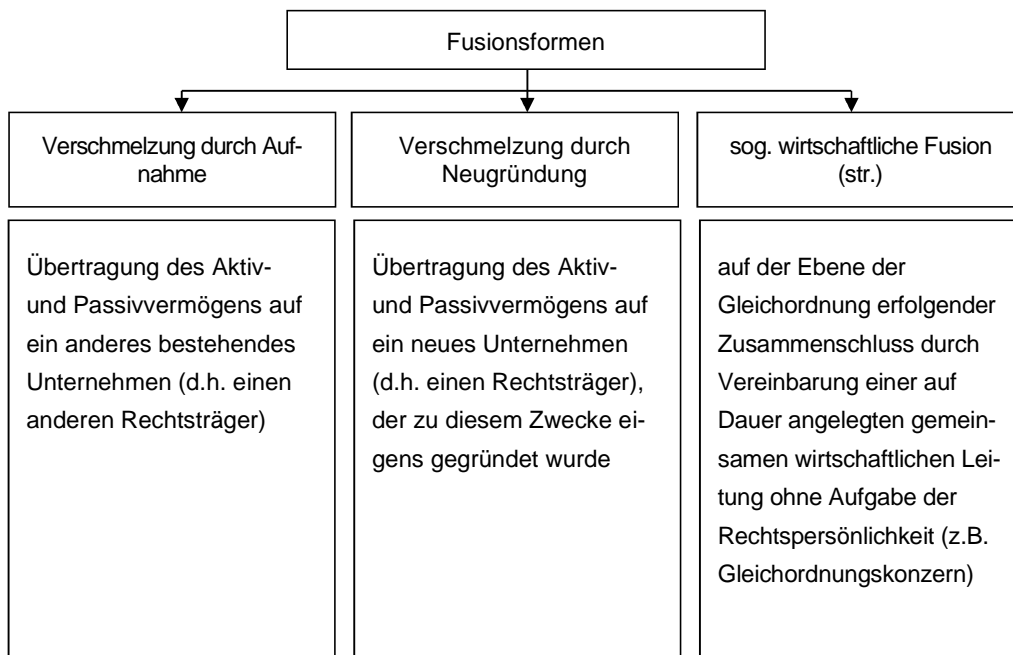 Fusionsformen
Verschmelzung durch Auf-
nahme
Verschmelzung durch
Neugründung
sog. wirtschaftliche Fusion
(str.)
Übertragung des Aktiv-
und Passivvermögens auf
ein anderes bestehendes
Unternehmen (d.h. einen
anderen Rechtsträger)
Übertragung des Aktiv-
und Passivvermögens auf
ein neues Unternehmen
(d.h. einen Rechtsträger),
der zu diesem Zwecke ei-
gens gegründet wurde
auf der Ebene der
Gleichordnung erfolgender
Zusammenschluss durch
Vereinbarung einer auf
Dauer angelegten gemein-
samen wirtschaftlichen Lei-
tung ohne Aufgabe der
Rechtspersönlichkeit (z.B.
Gleichordnungskonzern)